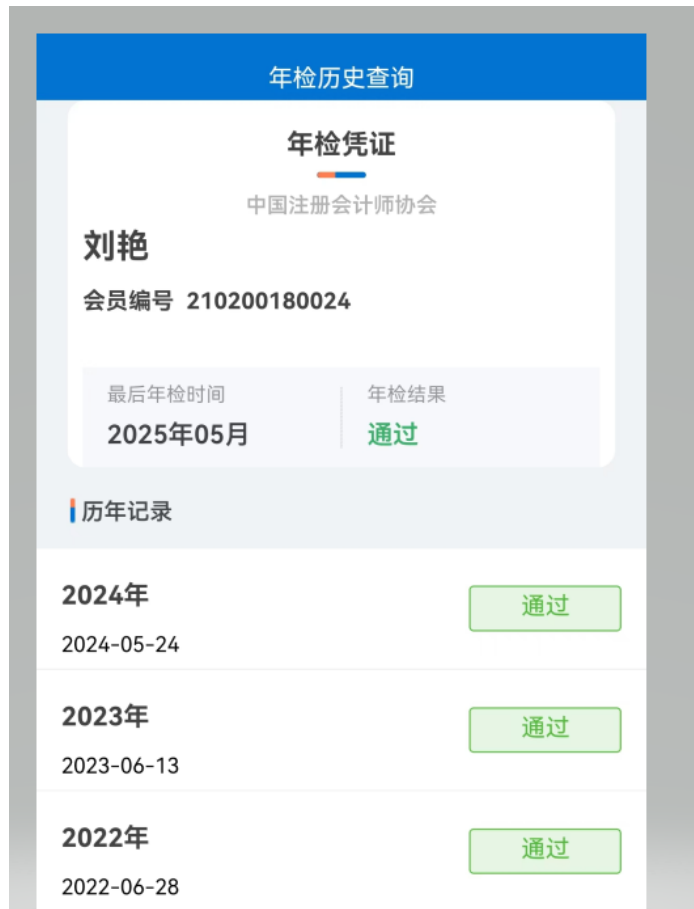 年检历史查询
年检凭证
中国注册会计师协会
刘艳
会员编号 210200180024
最后年检时间 年检结果
2025年05月 通过
历年记录
2024年 通过
2024-05-24
2023年 通过
2023-06-13
2022年 通过
2022-06-28